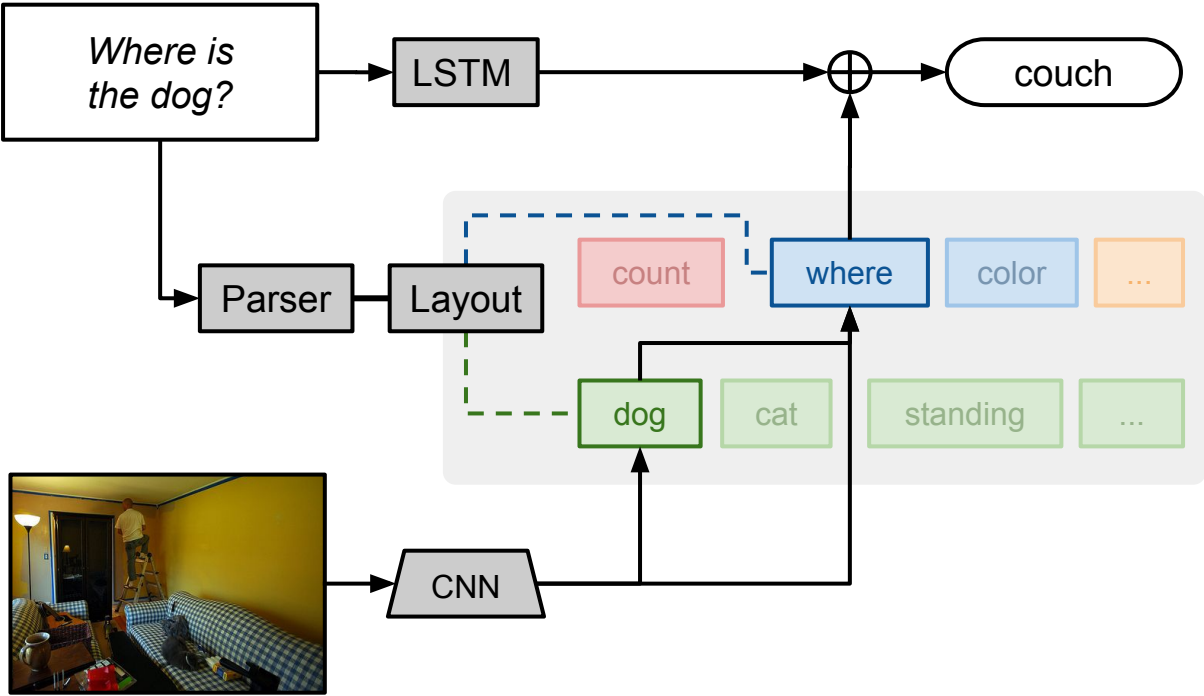 Where is
the dog?
LSTM
couch
count
where
color
...
Parser
Layout
dog
cat
standing
...
CNN